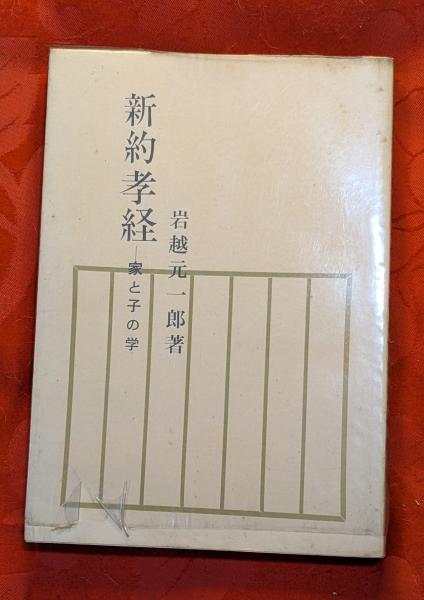 新約孝経
―家と子の学
岩越元一郎著